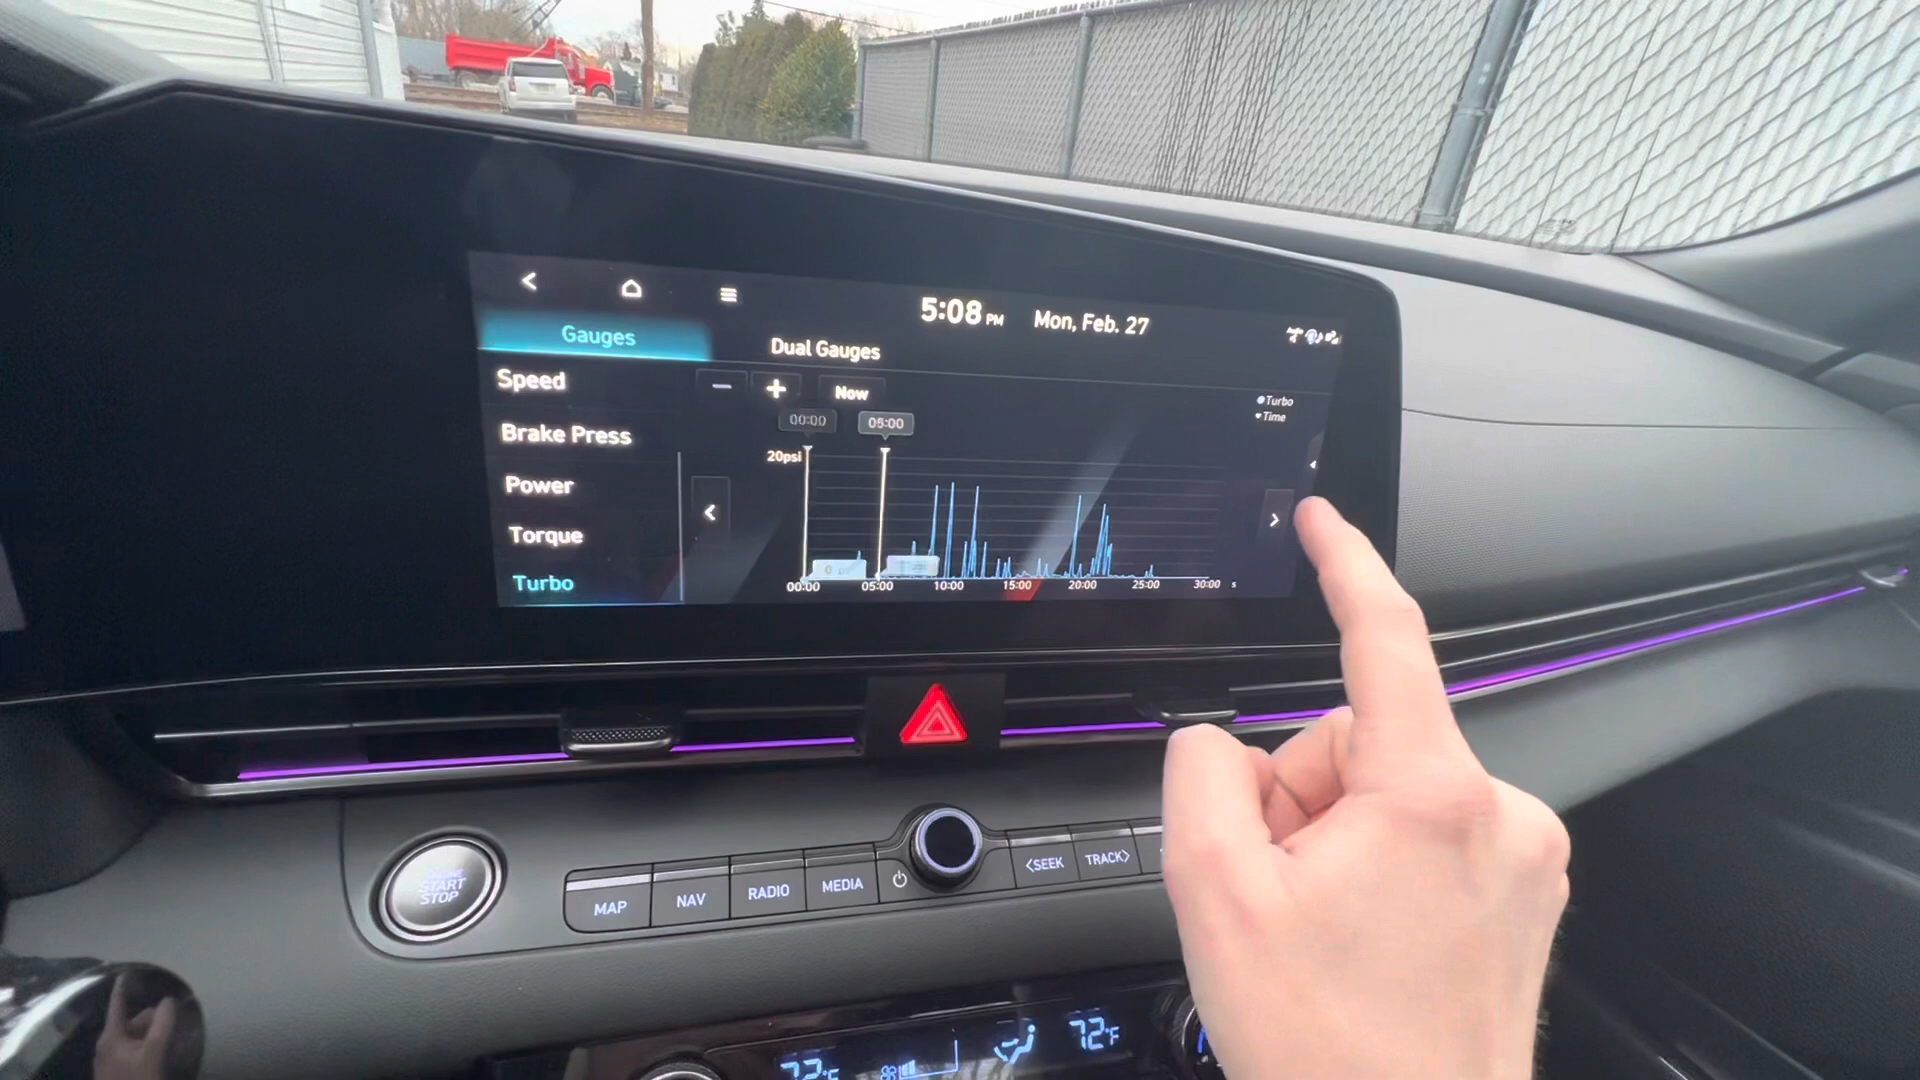 5:08 PM Mon, Feb. 27
Gauges
Dual Gauges
Speed
Now
Turbo
Time
00:00 05:00
Brake Press
20psi
Power
Torque
Turbo
00:00 05:00 10:00 15:00 20:00 25:00 30:00 s
START
STOP
MAP
NAV
RADIO
MEDIA
<SEEK
TRACK>
72°F
72°F